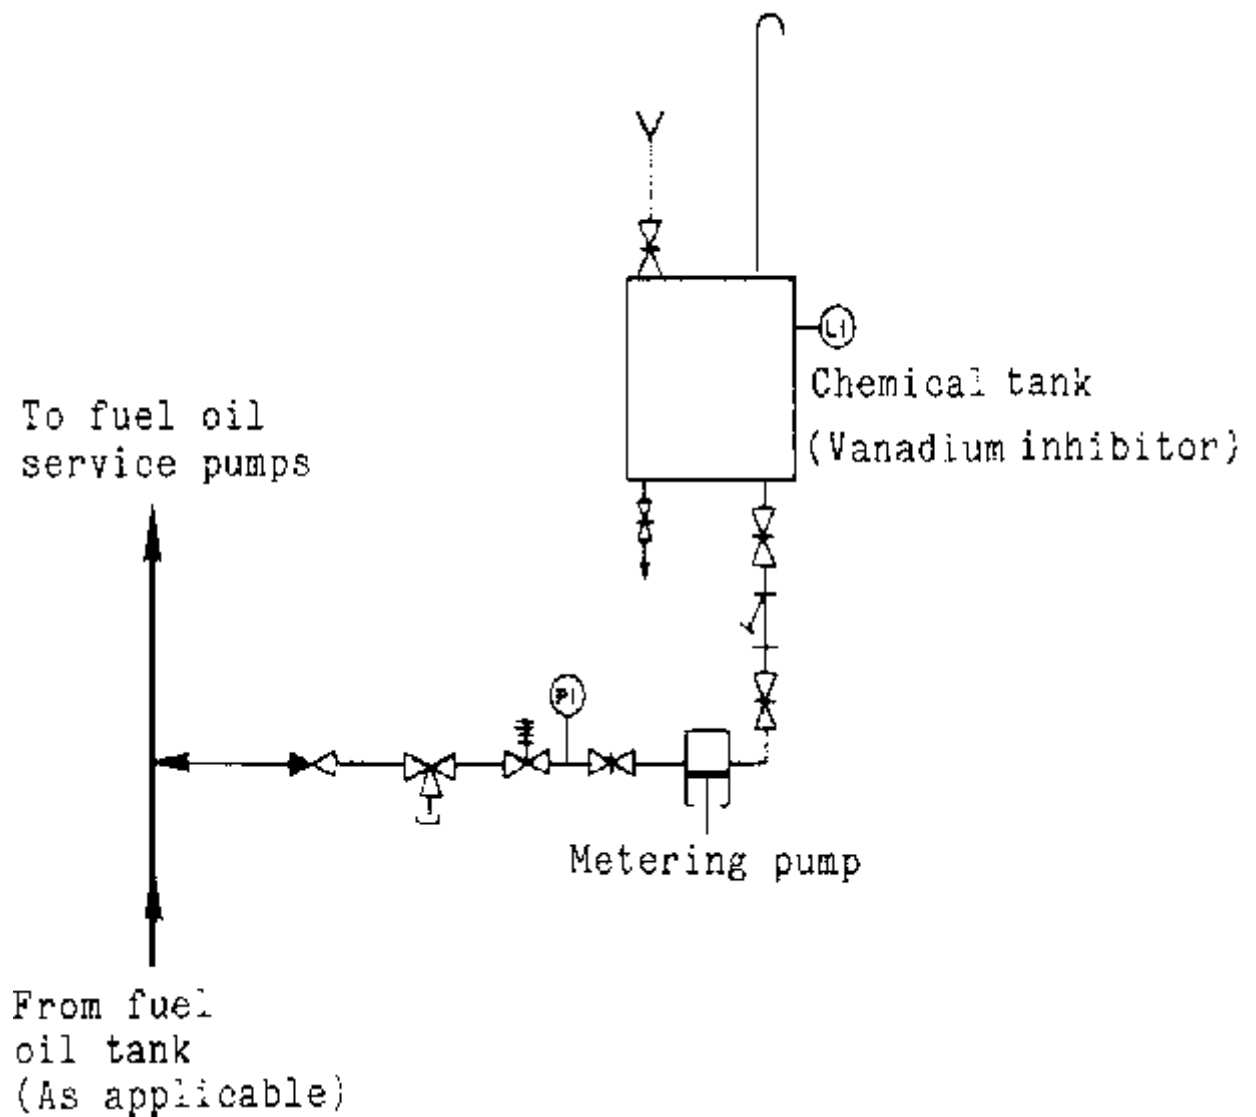 LI
Chemical tank
(Vanadium inhibitor)
To fuel oil
service pumps
PI
Metering pump
From fuel
oil tank
(As applicable)